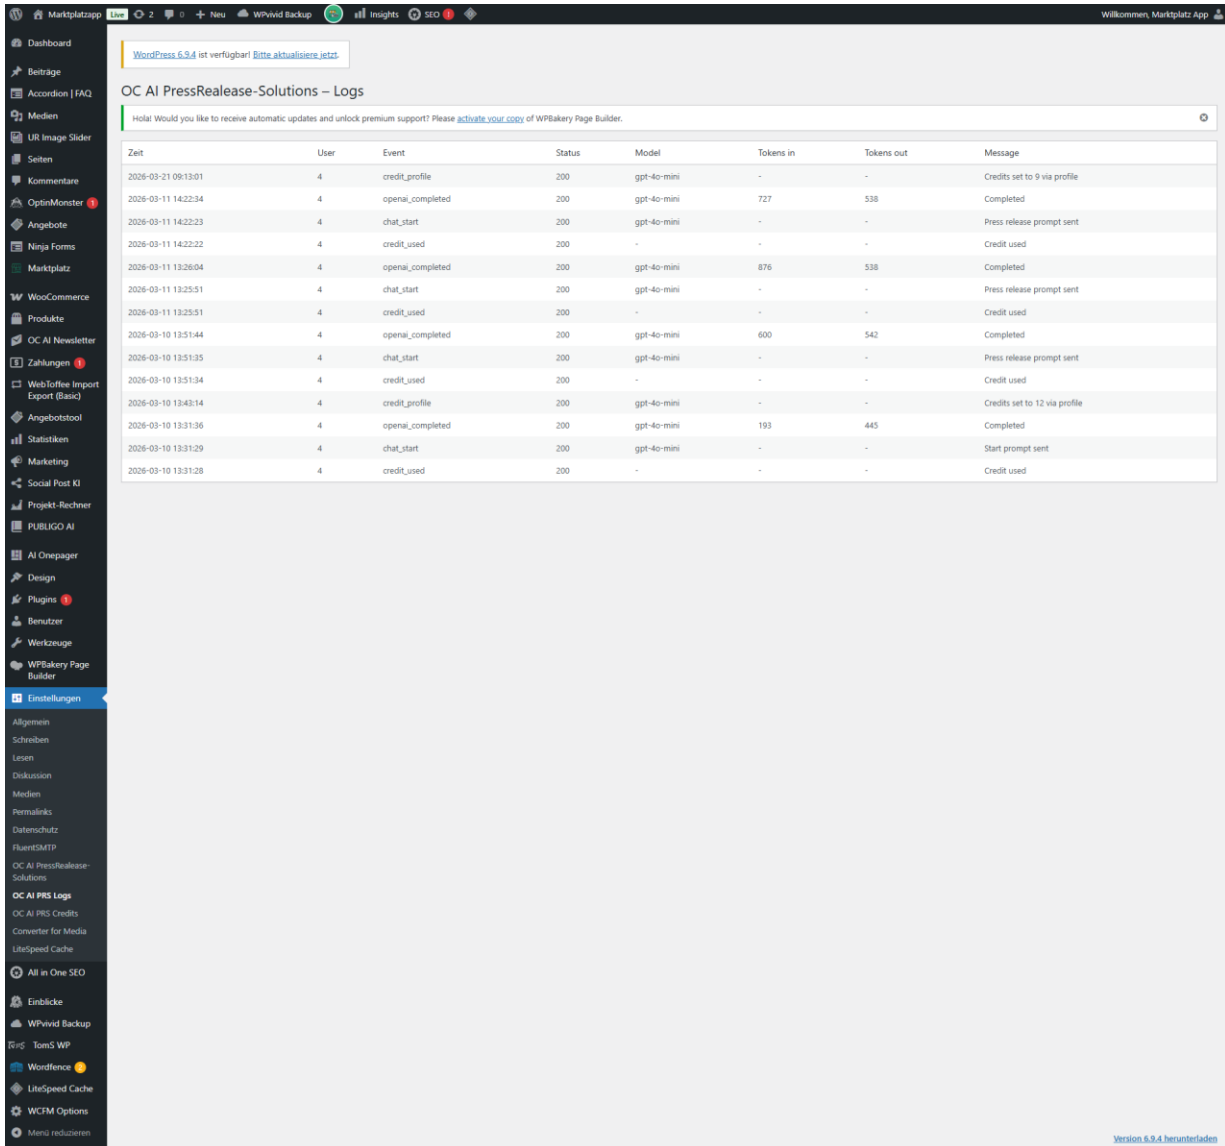 Marktplatzapp Live 2 0 + Neu WPvivid Backup Insights SEO 1 Willkommen, Marktplatz App
Dashboard
Beiträge
Accordion | FAQ
Medien
UR Image Slider
Seiten
Kommentare
OptinMonster 1
Angebote
Ninja Forms
Marktplatz
WooCommerce
Produkte
OC AI Newsletter
Zahlungen 1
WebToffee Import
Export (Basic)
Angebotstool
Statistiken
Marketing
Social Post KI
Projekt-Rechner
PUBLIGO AI
AI Onepager
Design
Plugins 1
Benutzer
Werkzeuge
WPBakery Page
Builder
Einstellungen
Allgemein
Schreiben
Lesen
Diskussion
Medien
Permalinks
Datenschutz
FluentSMTP
OC AI PressRealease-
Solutions
OC AI PRS Logs
OC AI PRS Credits
Converter for Media
LiteSpeed Cache
All in One SEO
Einblicke
WPvivid Backup
TomS WP
Wordfence 2
LiteSpeed Cache
WCFM Options
Menü reduzieren
WordPress 6.9.4 ist verfügbar! Bitte aktualisiere jetzt.
OC AI PressRealease-Solutions – Logs
Hola! Would you like to receive automatic updates and unlock premium support? Please activate your copy of WPBakery Page Builder.
Zeit User Event Status Model Tokens in Tokens out Message
2026-03-21 09:13:01 4 credit_profile 200 gpt-4o-mini - - Credits set to 9 via profile
2026-03-11 14:22:34 4 openai_completed 200 gpt-4o-mini 727 538 Completed
2026-03-11 14:22:23 4 chat_start 200 gpt-4o-mini - - Press release prompt sent
2026-03-11 14:22:22 4 credit_used 200 - - - Credit used
2026-03-11 13:26:04 4 openai_completed 200 gpt-4o-mini 876 538 Completed
2026-03-11 13:25:51 4 chat_start 200 gpt-4o-mini - - Press release prompt sent
2026-03-11 13:25:51 4 credit_used 200 - - - Credit used
2026-03-10 13:51:44 4 openai_completed 200 gpt-4o-mini 600 542 Completed
2026-03-10 13:51:35 4 chat_start 200 gpt-4o-mini - - Press release prompt sent
2026-03-10 13:51:34 4 credit_used 200 - - - Credit used
2026-03-10 13:43:14 4 credit_profile 200 gpt-4o-mini - - Credits set to 12 via profile
2026-03-10 13:31:36 4 openai_completed 200 gpt-4o-mini 193 445 Completed
2026-03-10 13:31:29 4 chat_start 200 gpt-4o-mini - - Start prompt sent
2026-03-10 13:31:28 4 credit_used 200 - - - Credit used
Version 6.9.4 herunterladen